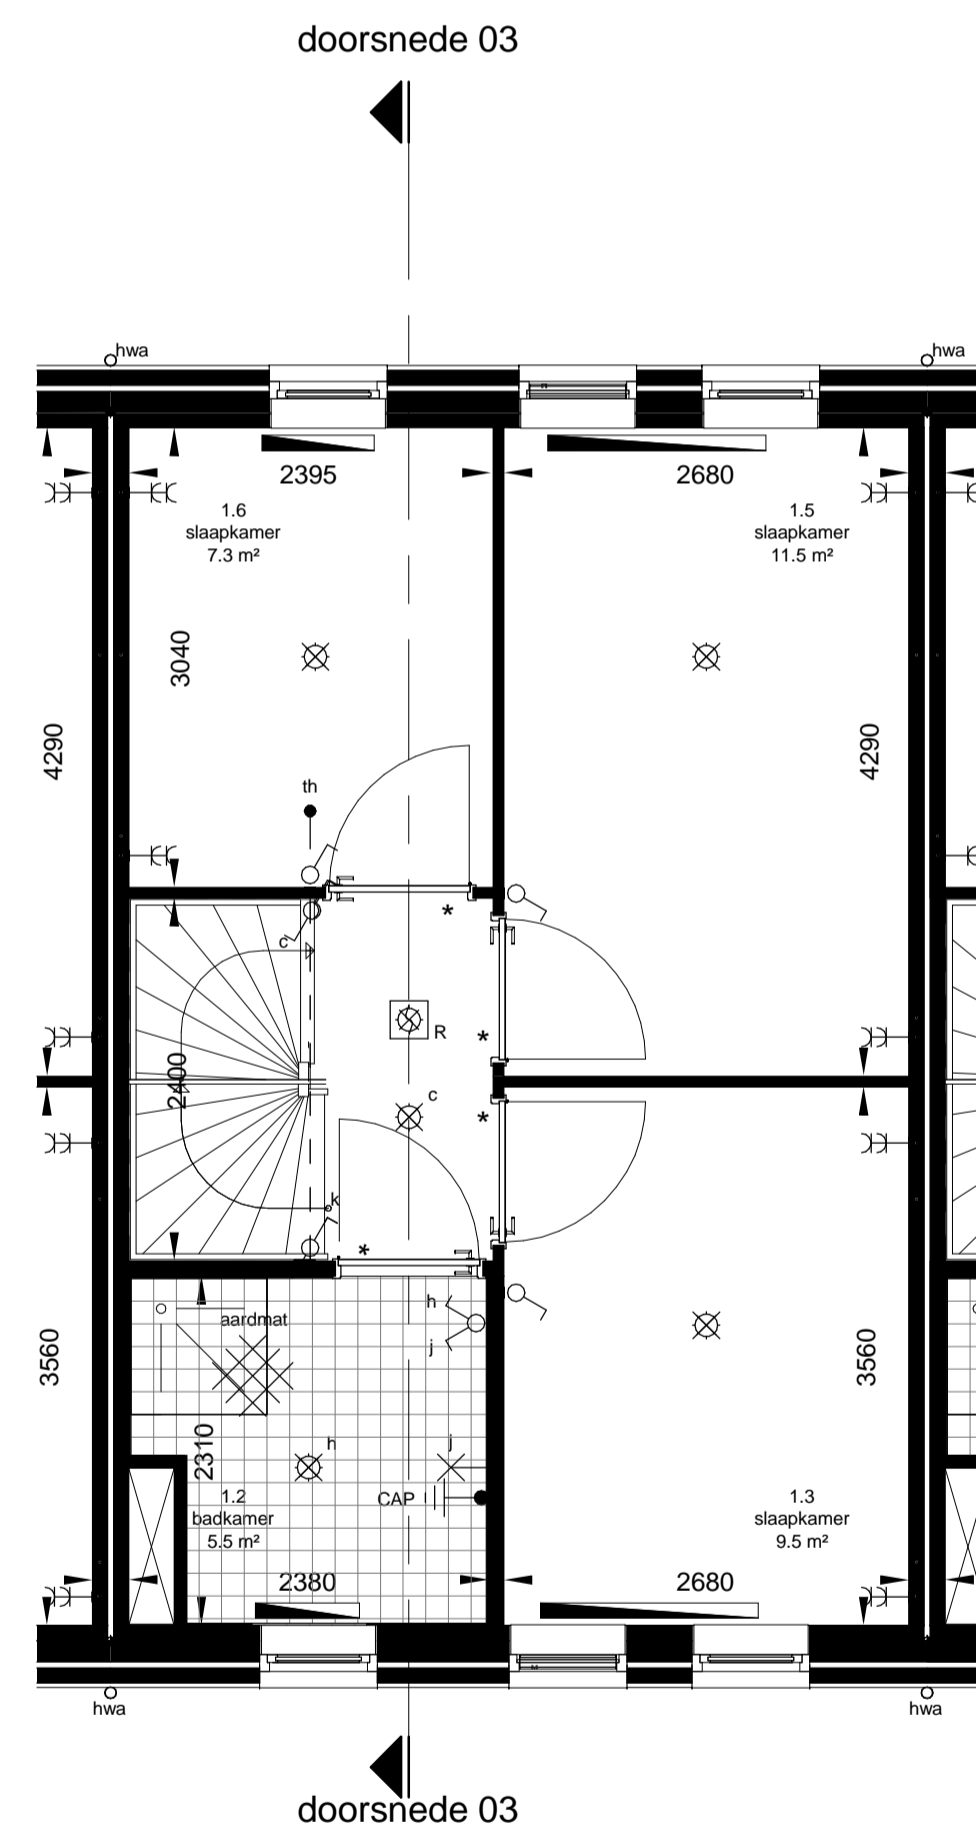 doorsnede 03
hwa
hwa
2395
2680
1.6
slaapkamer
7.3 m²
1.5
slaapkamer
11.5 m²
3040
4290
4290
th
*
c
R
*
2400
c
*
k
*
h
aardmat
j
3560
3560
2310
h
j
CAP
1.2
badkamer
5.5 m²
1.3
slaapkamer
9.5 m²
2380
2680
hwa
hwa
doorsnede 03